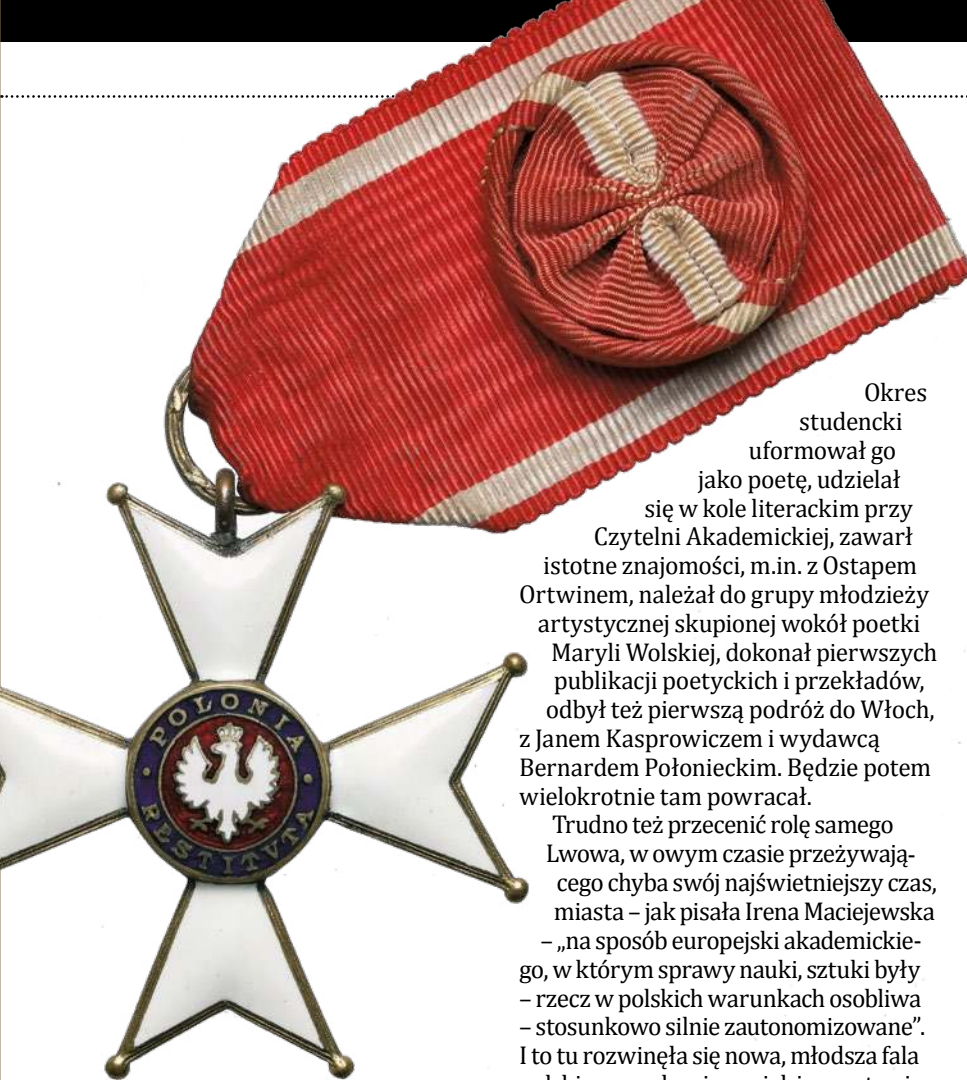 POLONIA
RESTITVTA
Okres
studencki
uformował go
jako poetę, udzielał
się w kole literackim przy
Czytelni Akademickiej, zawarł
istotne znajomości, m.in. z Ostapem
Ortwinem, należał do grupy młodzieży
artystycznej skupionej wokół poetki
Maryli Wolskiej, dokonał pierwszych
publikacji poetyckich i przekładów,
odbył też pierwszą podróż do Włoch,
z Janem Kasprowiczem i wydawcą
Bernardem Połonieckim. Będzie potem
wielokrotnie tam powracał.
Trudno też przecenić rolę samego
Lwowa, w owym czasie przeżywają-
cego chyba swój najświetniejszy czas,
miasta – jak pisała Irena Maciejewska
– „na sposób europejski akademickie-
go, w którym sprawy nauki, sztuki były
– rzecz w polskich warunkach osobliwa
– stosunkowo silnie zautonomizowane”.
I to tu rozwinęła się nowa, młodsza fala